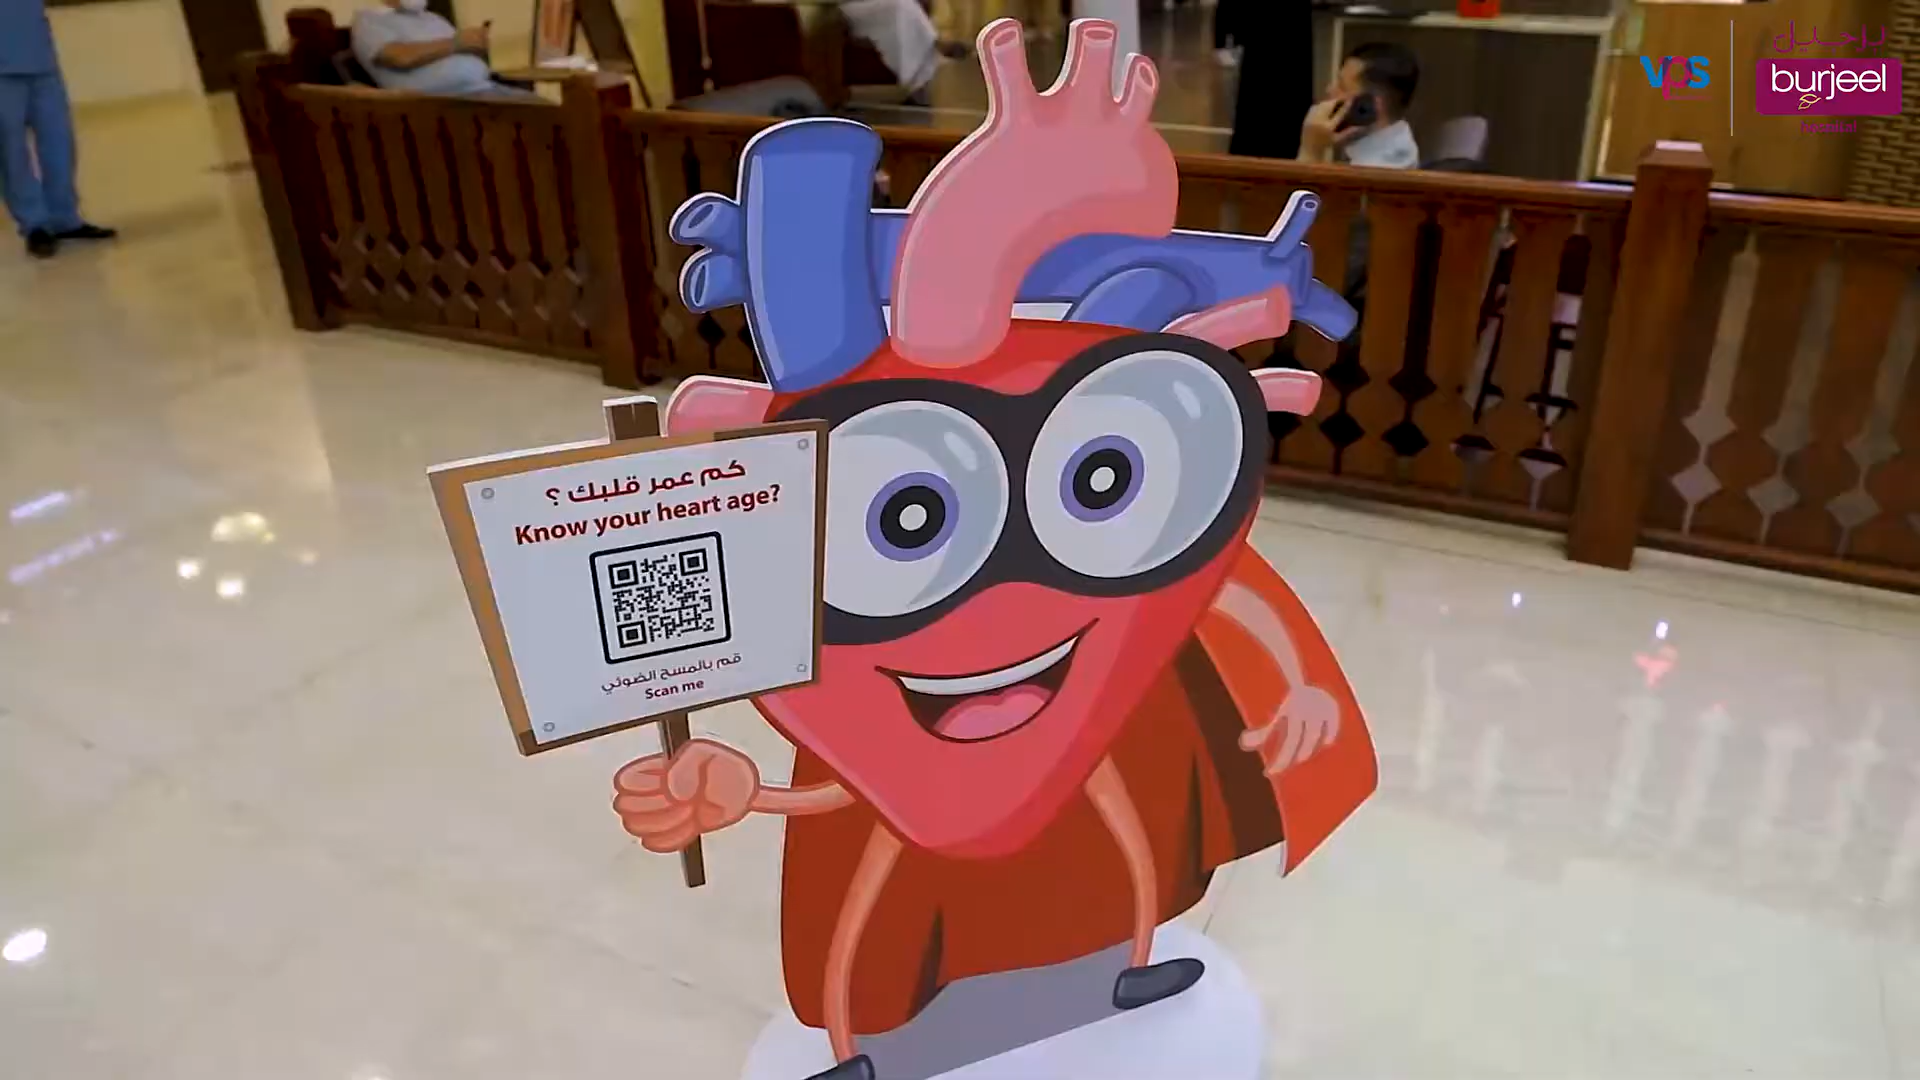 كم عمر قلبك ؟
Know your heart age?
قم بالمسح الضوئي
Scan me
vps
برجيل
burjeel